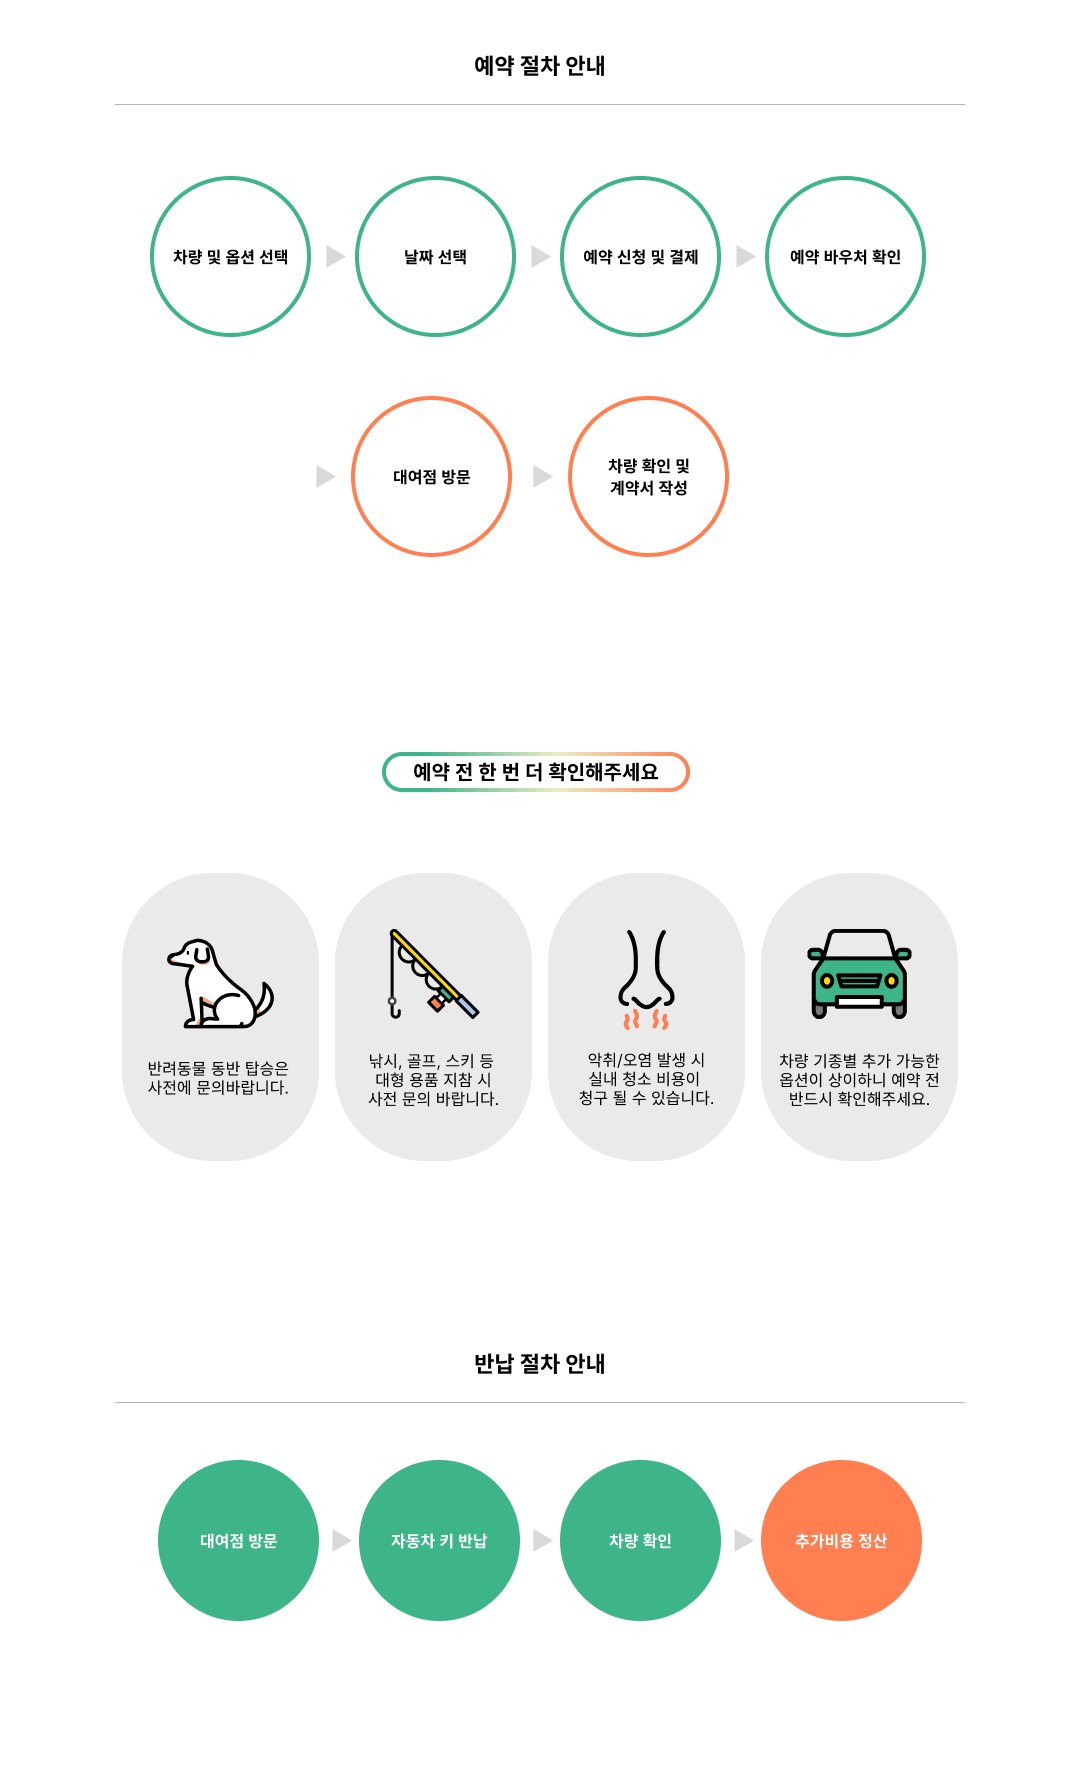 예약 절차 안내
차량 및 옵션 선택
날짜 선택
예약 신청 및 결제
예약 바우처 확인
대여점 방문
차량 확인 및
계약서 작성
예약 전 한 번 더 확인해주세요
반려동물 동반 탑승은
사전에 문의바랍니다.
낚시, 골프, 스키 등
대형 용품 지참 시
사전 문의 바랍니다.
악취/오염 발생 시
실내 청소 비용이
청구 될 수 있습니다.
차량 기종별 추가 가능한
옵션이 상이하니 예약 전
반드시 확인해주세요.
반납 절차 안내
대여점 방문
자동차 키 반납
차량 확인
추가비용 정산